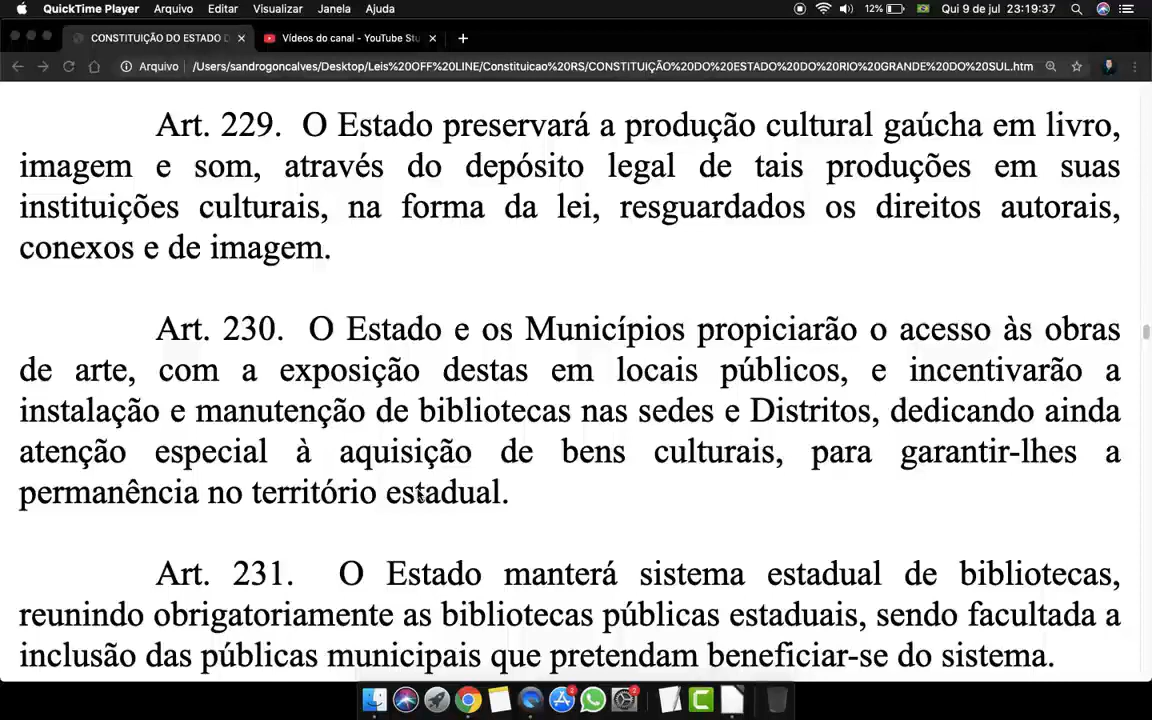 QuickTime Player Arquivo Editar Visualizar Janela Ajuda 12% Qui 9 de jul 23:19:37
CONSTITUIÇÃO DO ESTADO D Vídeos do canal - YouTube Stu
Arquivo /Users/sandrogoncalves/Desktop/Leis%20OFF%20LINE/Constituicao%20RS/CONSTITUIÇÃO%20DO%20ESTADO%20DO%20RIO%20GRANDE%20DO%20SUL.htm
Art. 229. O Estado preservará a produção cultural gaúcha em livro,
imagem e som, através do depósito legal de tais produções em suas
instituições culturais, na forma da lei, resguardados os direitos autorais,
conexos e de imagem.
Art. 230. O Estado e os Municípios propiciarão o acesso às obras
de arte, com a exposição destas em locais públicos, e incentivarão a
instalação e manutenção de bibliotecas nas sedes e Distritos, dedicando ainda
atenção especial à aquisição de bens culturais, para garantir-lhes a
permanência no território estadual.
Art. 231. O Estado manterá sistema estadual de bibliotecas,
reunindo obrigatoriamente as bibliotecas públicas estaduais, sendo facultada a
inclusão das públicas municipais que pretendam beneficiar-se do sistema.